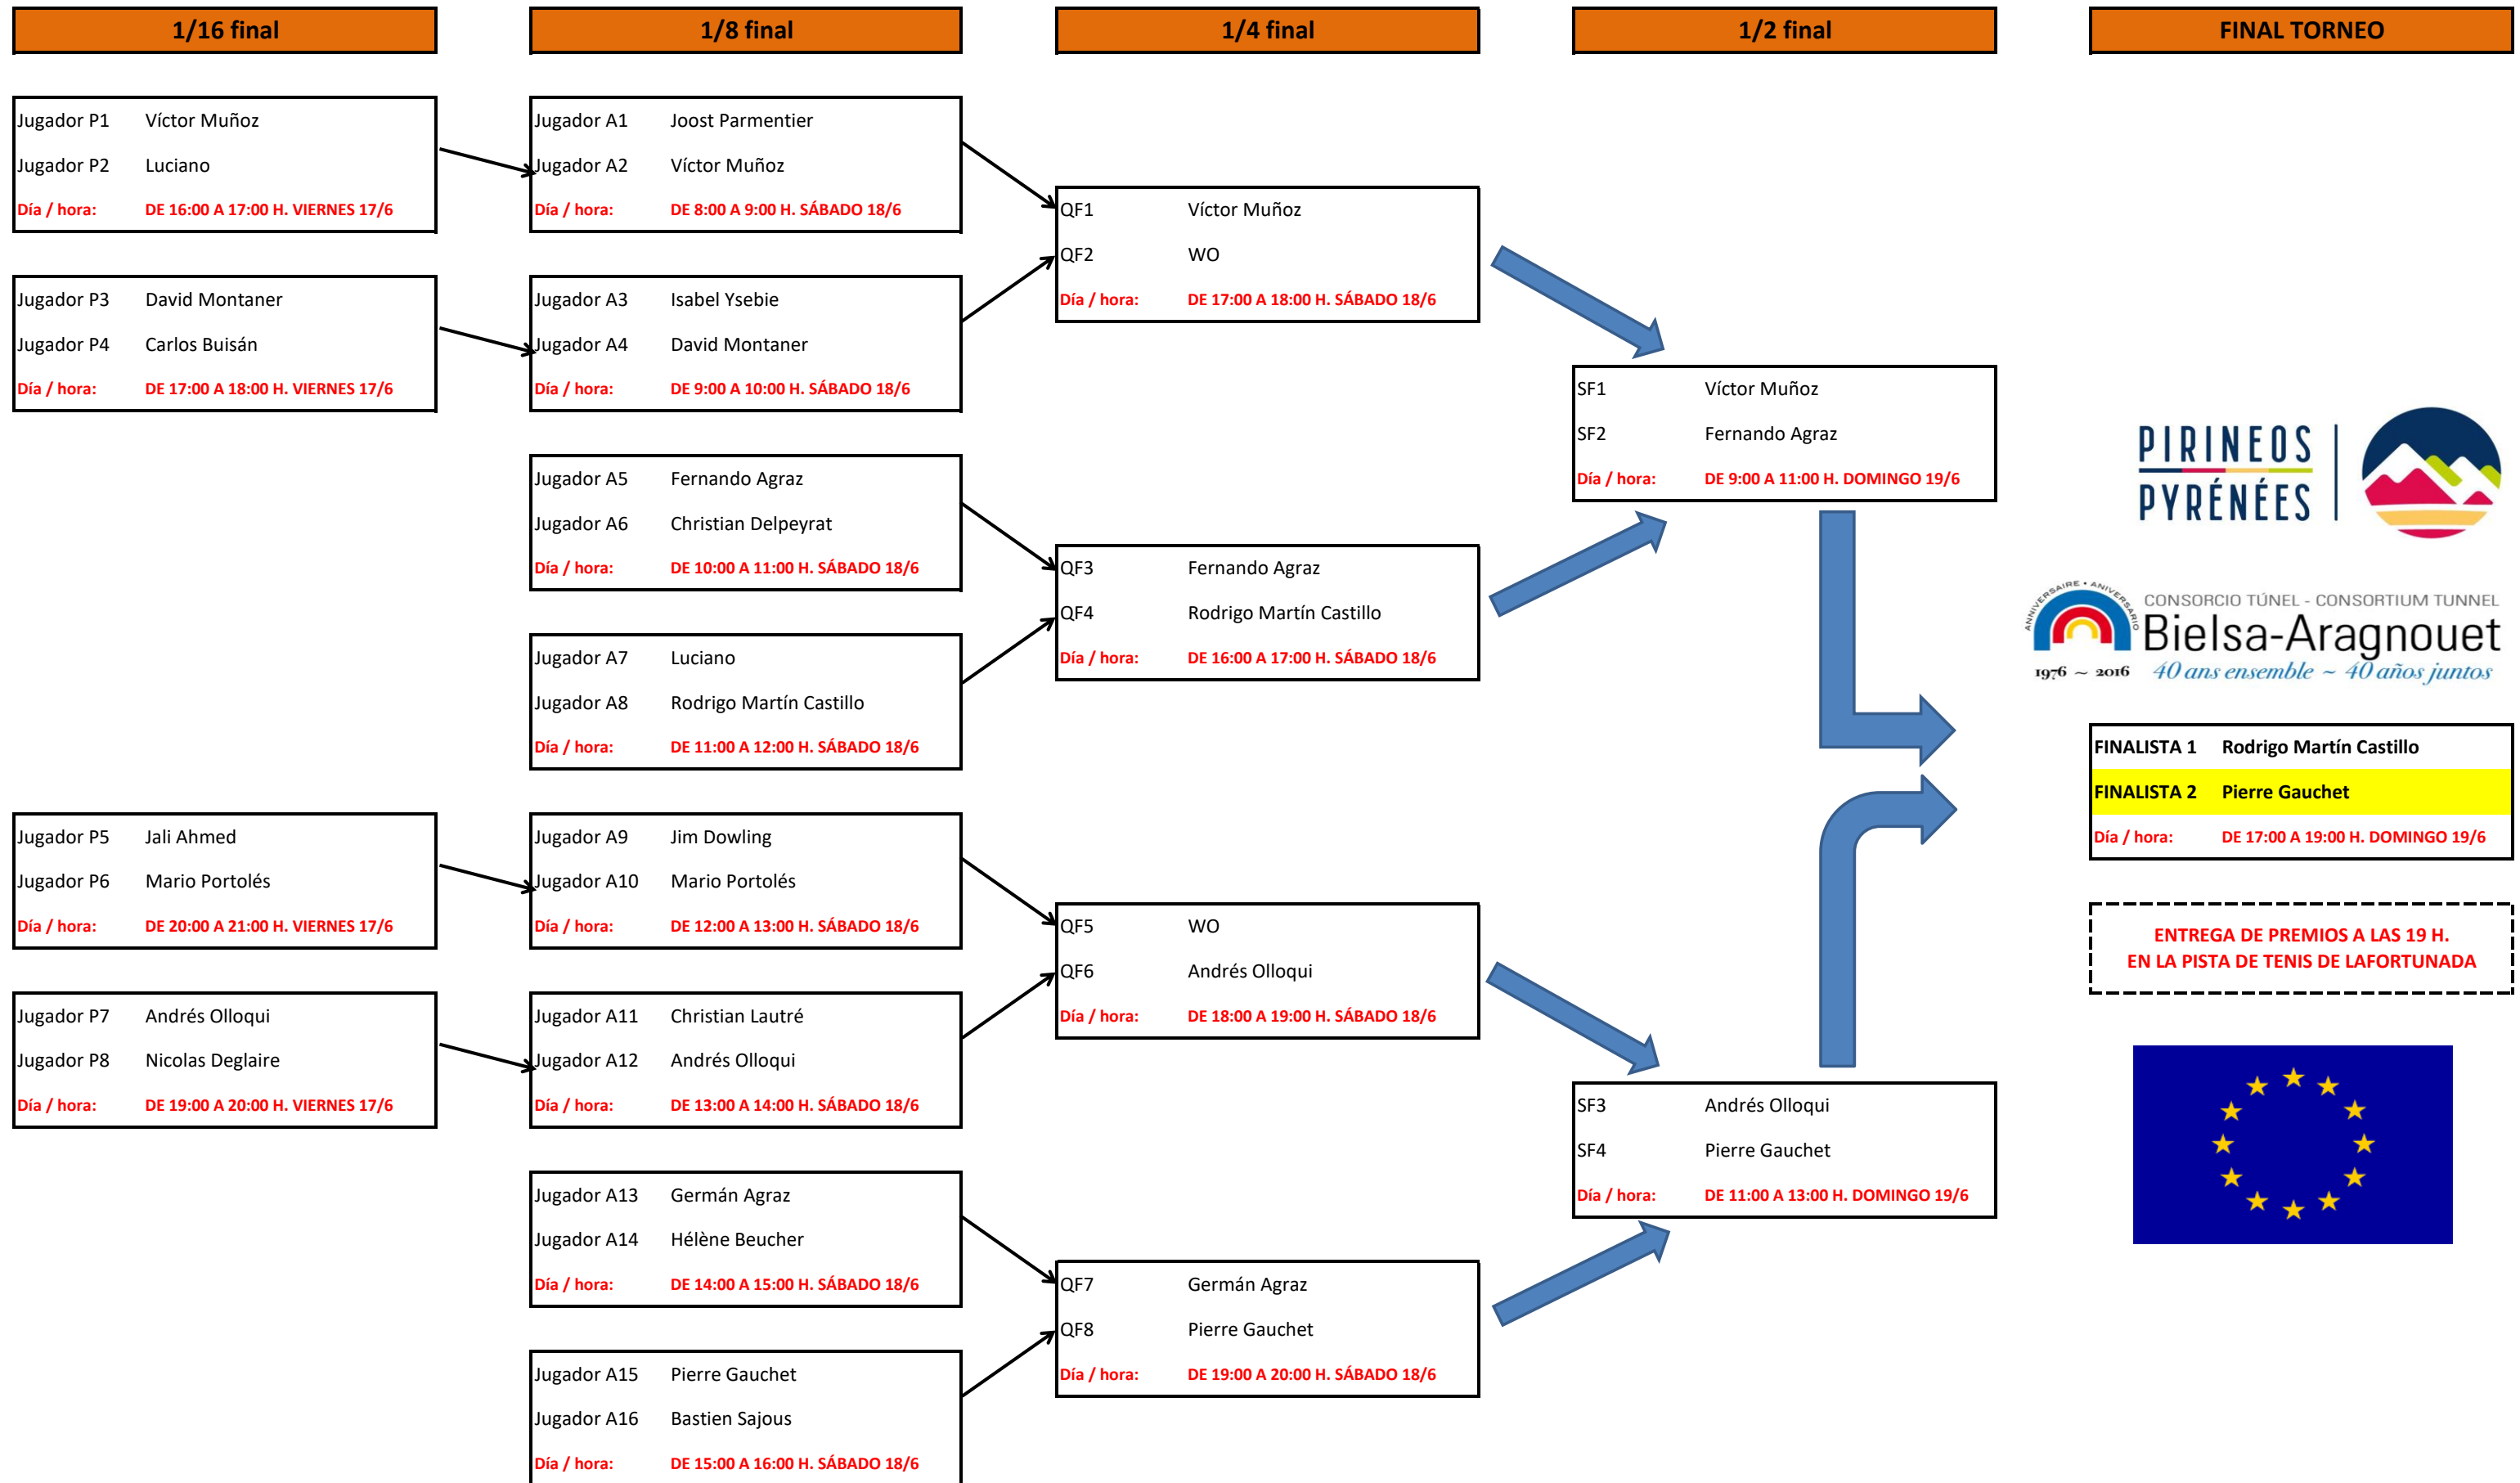 1/16 final
1/8 final
1/4 final
1/2 final
FINAL TORNEO
Jugador P1 Víctor Muñoz
Jugador P2 Luciano
Día / hora: DE 16:00 A 17:00 H. VIERNES 17/6
Jugador P3 David Montaner
Jugador P4 Carlos Buisán
Día / hora: DE 17:00 A 18:00 H. VIERNES 17/6
Jugador P5 Jali Ahmed
Jugador P6 Mario Portolés
Día / hora: DE 20:00 A 21:00 H. VIERNES 17/6
Jugador P7 Andrés Olloqui
Jugador P8 Nicolas Deglaire
Día / hora: DE 19:00 A 20:00 H. VIERNES 17/6
Jugador A1 Joost Parmentier
Jugador A2 Víctor Muñoz
Día / hora: DE 8:00 A 9:00 H. SÁBADO 18/6
Jugador A3 Isabel Ysebie
Jugador A4 David Montaner
Día / hora: DE 9:00 A 10:00 H. SÁBADO 18/6
Jugador A5 Fernando Agraz
Jugador A6 Christian Delpeyrat
Día / hora: DE 10:00 A 11:00 H. SÁBADO 18/6
Jugador A7 Luciano
Jugador A8 Rodrigo Martín Castillo
Día / hora: DE 11:00 A 12:00 H. SÁBADO 18/6
Jugador A9 Jim Dowling
Jugador A10 Mario Portolés
Día / hora: DE 12:00 A 13:00 H. SÁBADO 18/6
Jugador A11 Christian Lautré
Jugador A12 Andrés Olloqui
Día / hora: DE 13:00 A 14:00 H. SÁBADO 18/6
Jugador A13 Germán Agraz
Jugador A14 Hélène Beucher
Día / hora: DE 14:00 A 15:00 H. SÁBADO 18/6
Jugador A15 Pierre Gauchet
Jugador A16 Bastien Sajous
Día / hora: DE 15:00 A 16:00 H. SÁBADO 18/6
QF1 Víctor Muñoz
QF2 WO
Día / hora: DE 17:00 A 18:00 H. SÁBADO 18/6
QF3 Fernando Agraz
QF4 Rodrigo Martín Castillo
Día / hora: DE 16:00 A 17:00 H. SÁBADO 18/6
QF5 WO
QF6 Andrés Olloqui
Día / hora: DE 18:00 A 19:00 H. SÁBADO 18/6
QF7 Germán Agraz
QF8 Pierre Gauchet
Día / hora: DE 19:00 A 20:00 H. SÁBADO 18/6
SF1 Víctor Muñoz
SF2 Fernando Agraz
Día / hora: DE 9:00 A 11:00 H. DOMINGO 19/6
SF3 Andrés Olloqui
SF4 Pierre Gauchet
Día / hora: DE 11:00 A 13:00 H. DOMINGO 19/6
PIRINEOS
PYRÉNÉES
ANNIVERSAIRE • ANIVERSARIO
CONSORCIO TÚNEL - CONSORTIUM TUNNEL
Bielsa-Aragnouet
1976 ~ 2016 40 ans ensemble ~ 40 años juntos
FINALISTA 1 Rodrigo Martín Castillo
FINALISTA 2 Pierre Gauchet
Día / hora: DE 17:00 A 19:00 H. DOMINGO 19/6
ENTREGA DE PREMIOS A LAS 19 H.
EN LA PISTA DE TENIS DE LAFORTUNADA